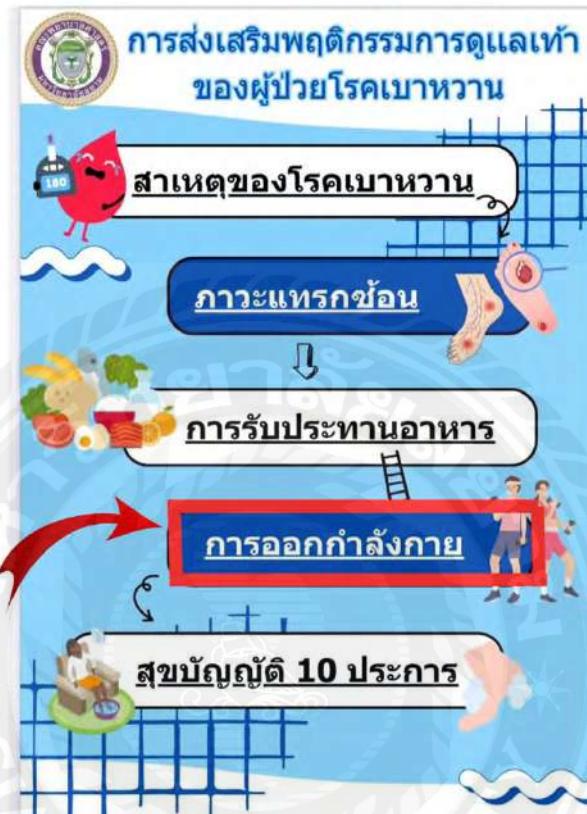 การส่งเสริมพฤติกรรมการดูแลเท้า
ของผู้ป่วยโรคเบาหวาน
180
สาเหตุของโรคเบาหวาน
ภาวะแทรกซ้อน
การรับประทานอาหาร
การออกกำลังกาย
สุขบัญญัติ 10 ประการ